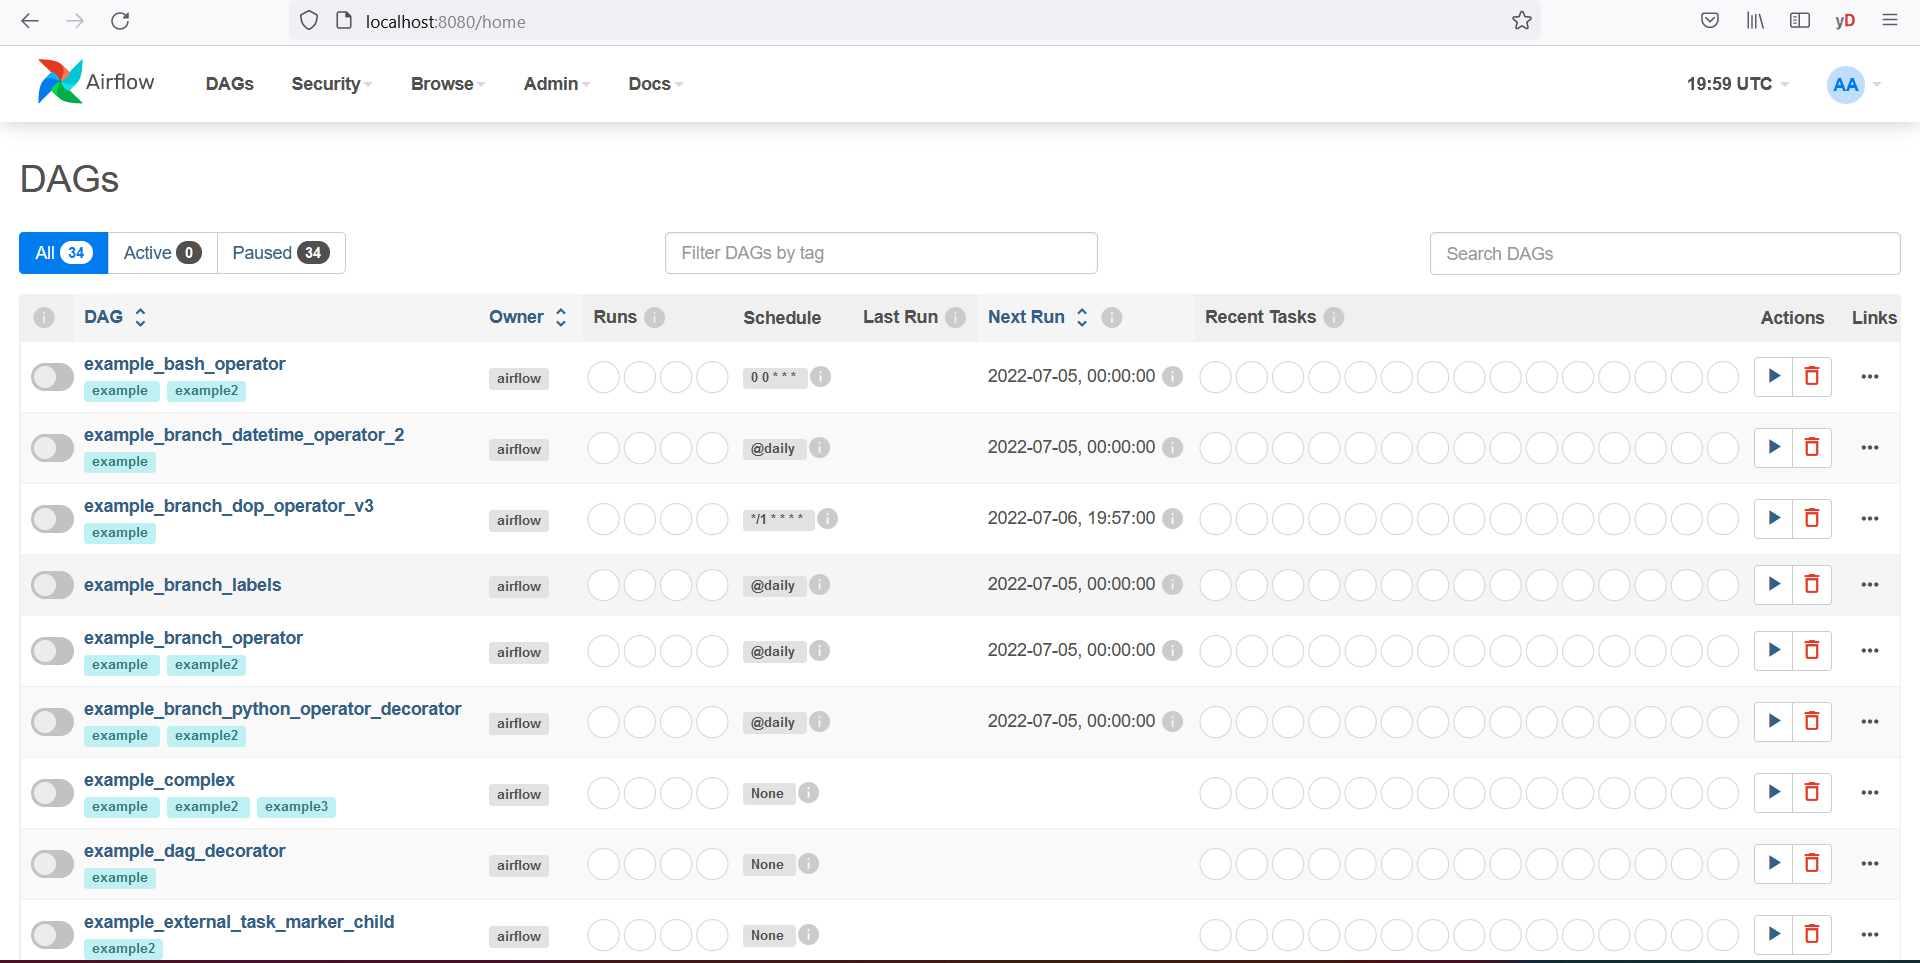 localhost:8080/home
yD
Airflow DAGs Security Browse Admin Docs 19:59 UTC AA
DAGs
All 34 Active 0 Paused 34 Filter DAGs by tag Search DAGs
DAG Owner Runs Schedule Last Run Next Run Recent Tasks Actions Links
example_bash_operator
example example2 airflow 0 0 * * * 2022-07-05, 00:00:00
example_branch_datetime_operator_2
example airflow @daily 2022-07-05, 00:00:00
example_branch_dop_operator_v3
example airflow */1 * * * * 2022-07-06, 19:57:00
example_branch_labels airflow @daily 2022-07-05, 00:00:00
example_branch_operator
example example2 airflow @daily 2022-07-05, 00:00:00
example_branch_python_operator_decorator
example example2 airflow @daily 2022-07-05, 00:00:00
example_complex
example example2 example3 airflow None
example_dag_decorator
example airflow None
example_external_task_marker_child
example2 airflow None